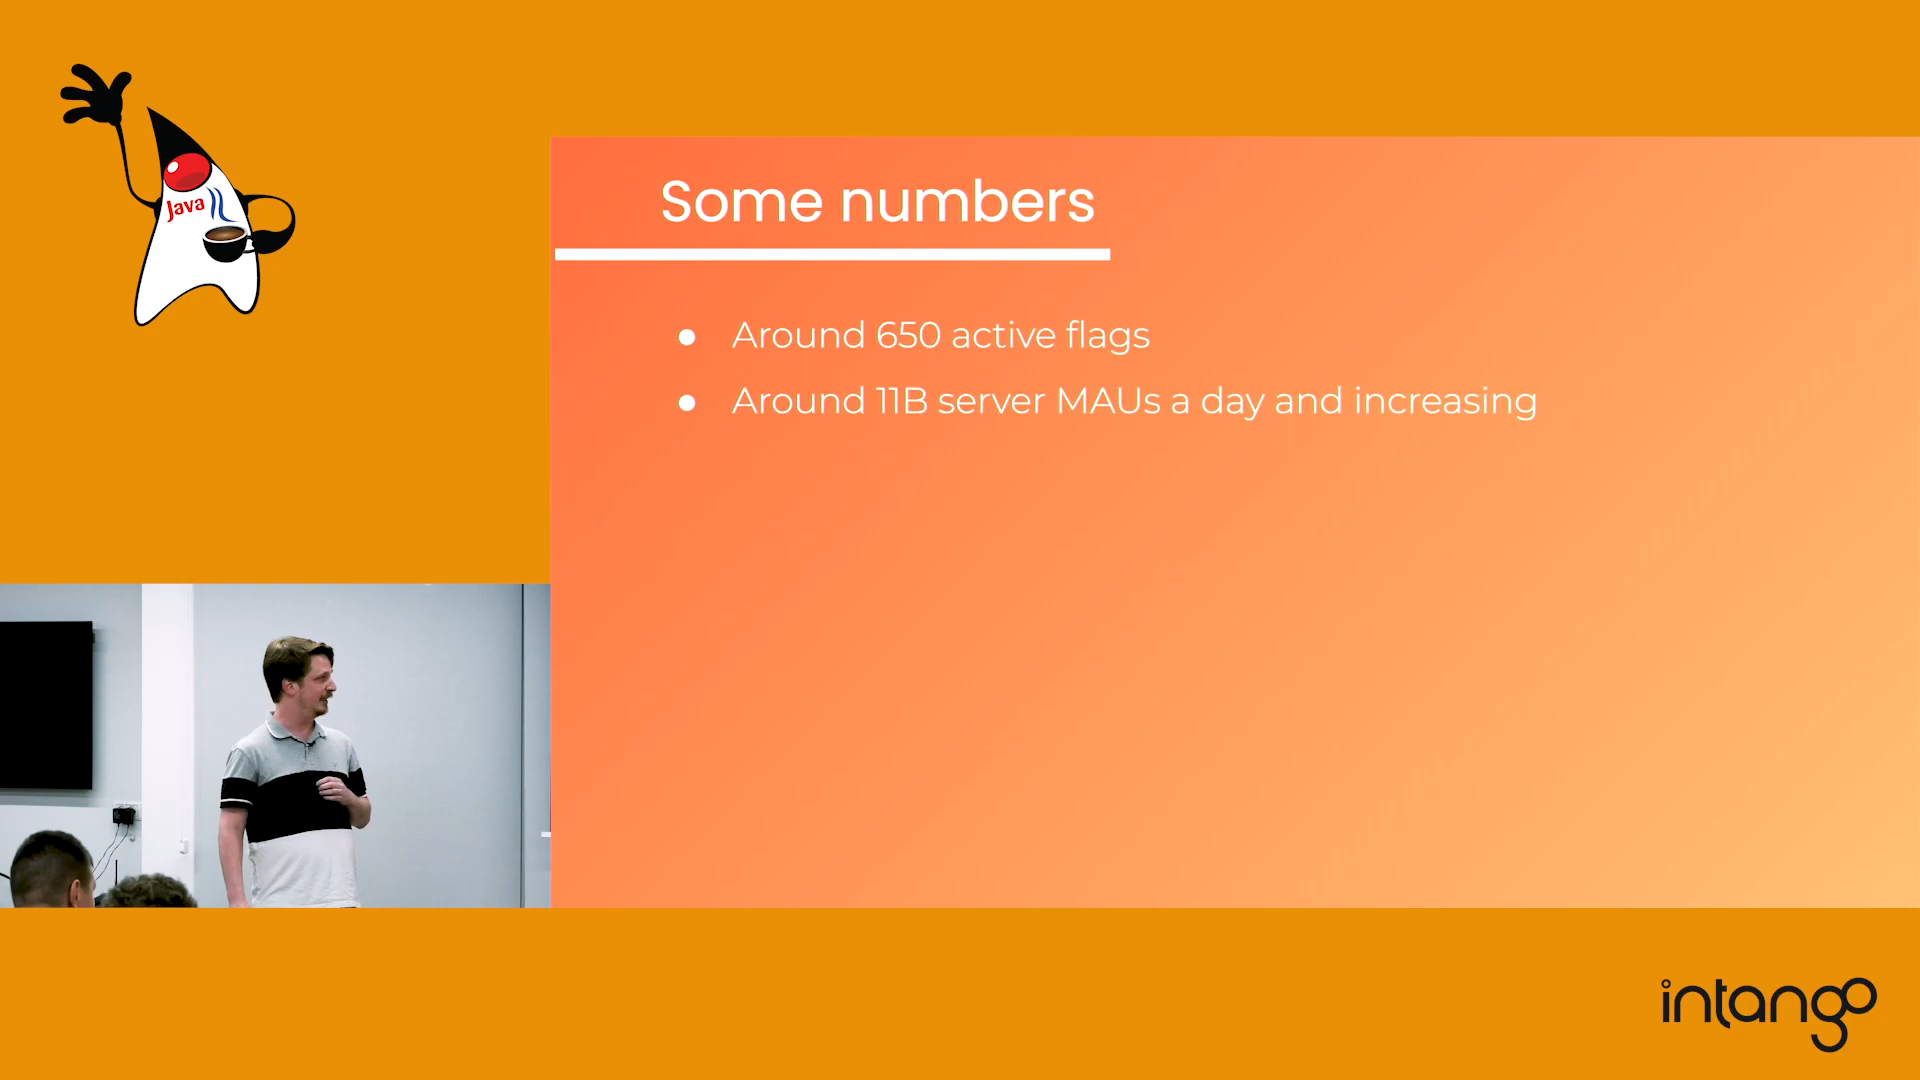 Java
Some numbers
● Around 650 active flags
● Around 11B server MAUs a day and increasing
intango